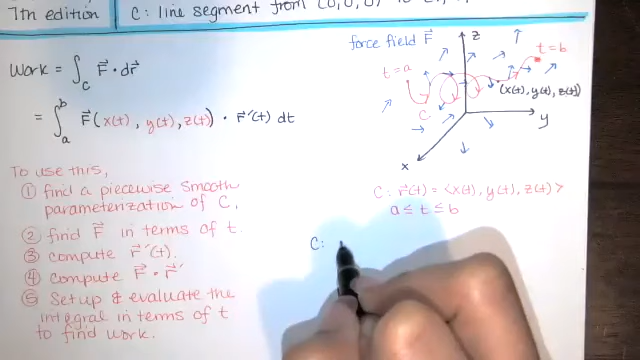 7th edition
C: line segment from (0,0,0) to
Work = ∫_C F⃗ · dr⃗
= ∫_a^b F⃗(x(t), y(t), z(t)) · r⃗'(t) dt
To use this,
① find a piecewise smooth
parameterization of C,
② find F⃗ in terms of t.
③ compute r⃗'(t).
④ compute F⃗ · r⃗'
⑤ Set up & evaluate the
integral in terms of t
to find work.
force field F⃗
z
t = b
t = a
(x(t), y(t), z(t))
C
y
x
C: r⃗(t) = <x(t), y(t), z(t)>
a ≤ t ≤ b
C: